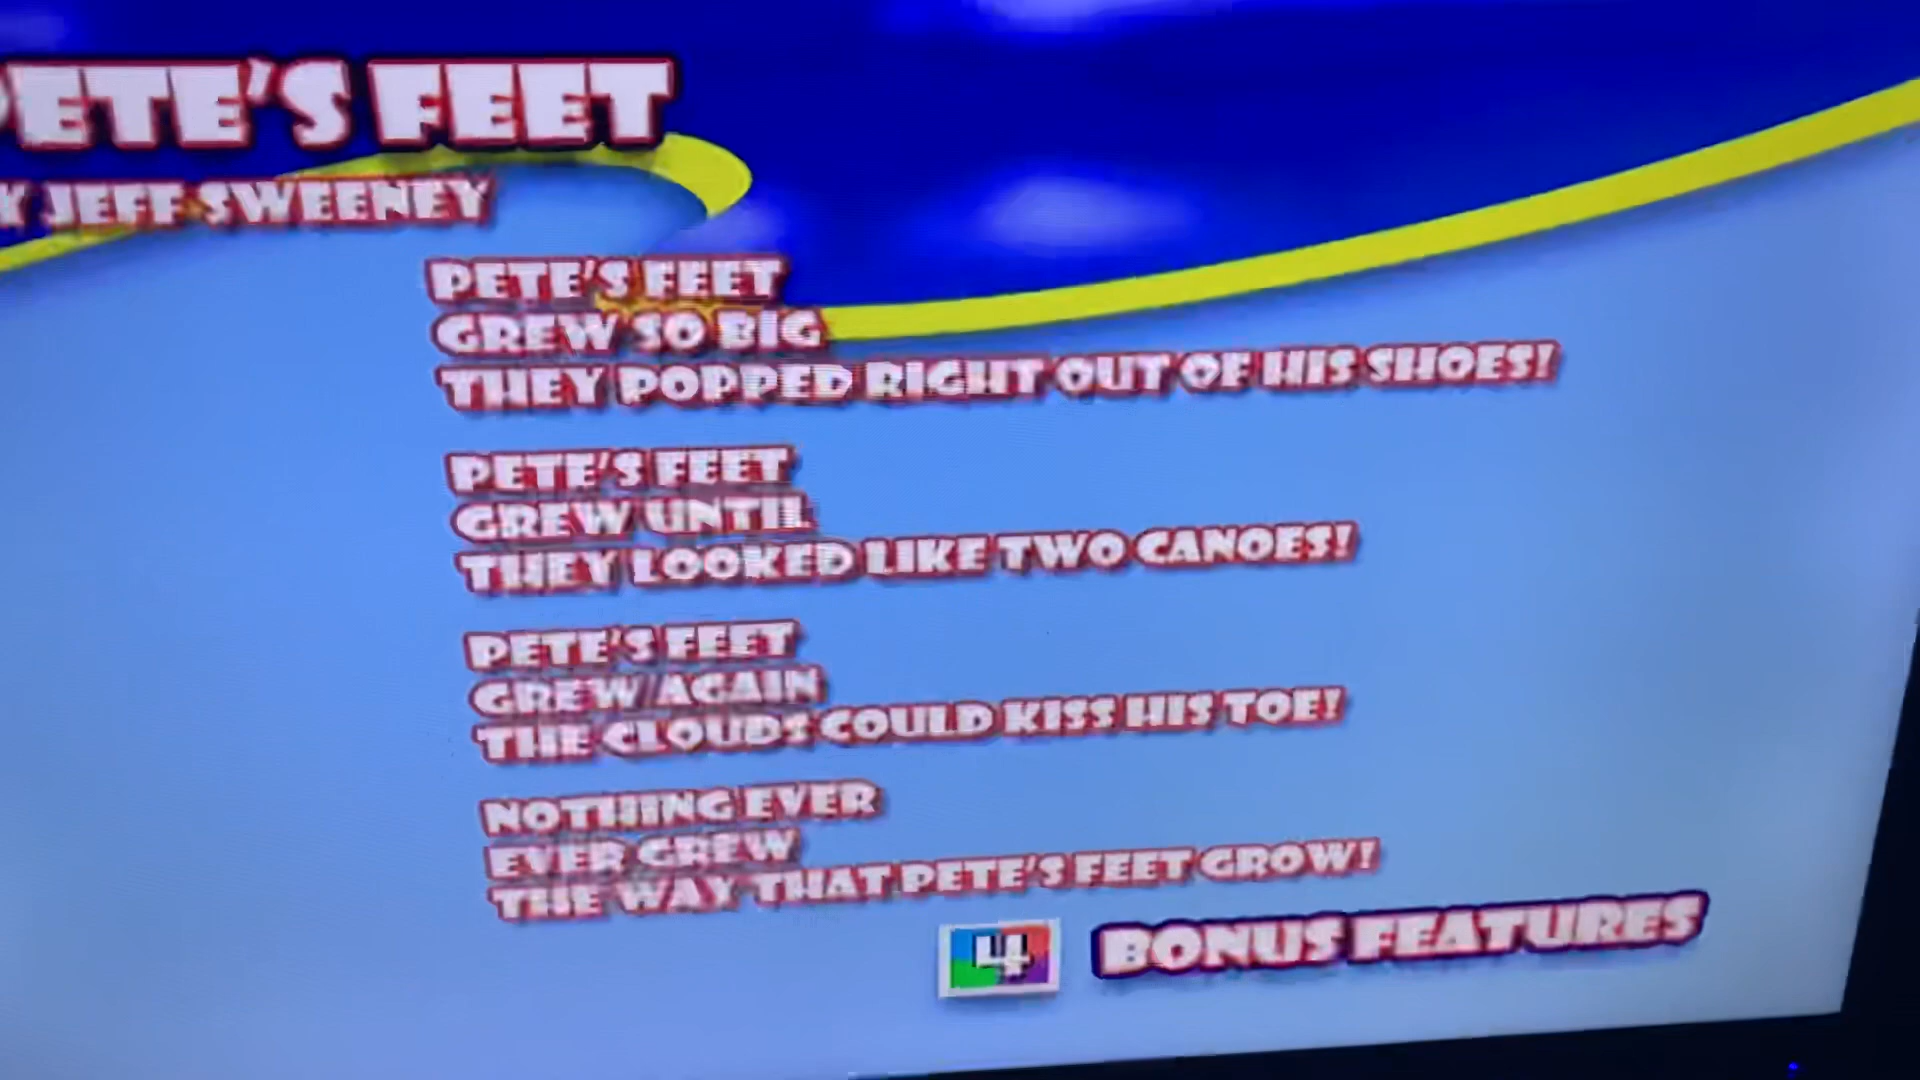 PETE'S FEET
Y JEFF SWEENEY
PETE'S FEET
GREW SO BIG
THEY POPPED RIGHT OUT OF HIS SHOES!
PETE'S FEET
GREW UNTIL
THEY LOOKED LIKE TWO CANOES!
PETE'S FEET
GREW AGAIN
THE CLOUDS COULD KISS HIS TOE!
NOTHING EVER
EVER GREW
THE WAY THAT PETE'S FEET GROW!
4 BONUS FEATURES